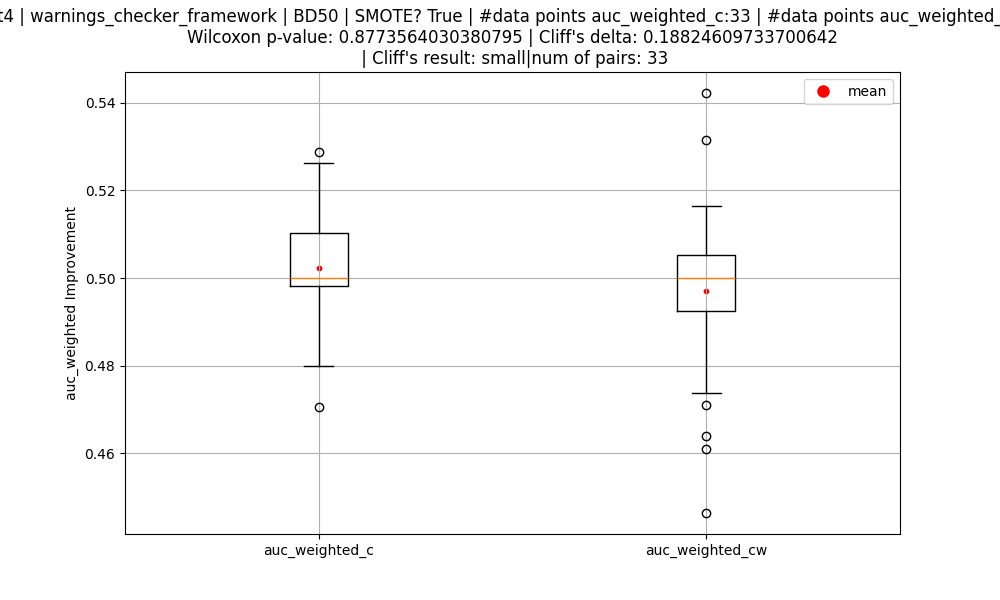 | warnings_checker_framework | BD50 | SMOTE? True | #data points auc_weighted_c:33 | #data points auc_weighted_
Wilcoxon p-value: 0.8773564030380795 | Cliff's delta: 0.18824609733700642
| Cliff's result: small|num of pairs: 33
mean
0.54
0.52
0.50
0.48
0.46
auc_weighted Improvement
auc_weighted_c
auc_weighted_cw